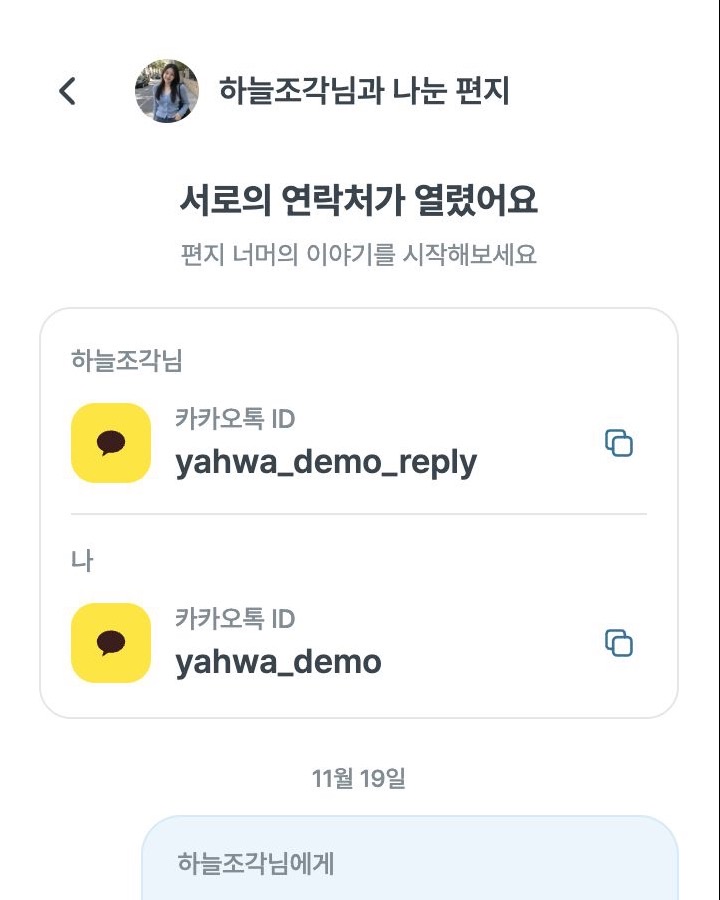 하늘조각님과 나눈 편지
서로의 연락처가 열렸어요
편지 너머의 이야기를 시작해보세요
하늘조각님
카카오톡 ID
yahwa_demo_reply
나
카카오톡 ID
yahwa_demo
11월 19일
하늘조각님에게